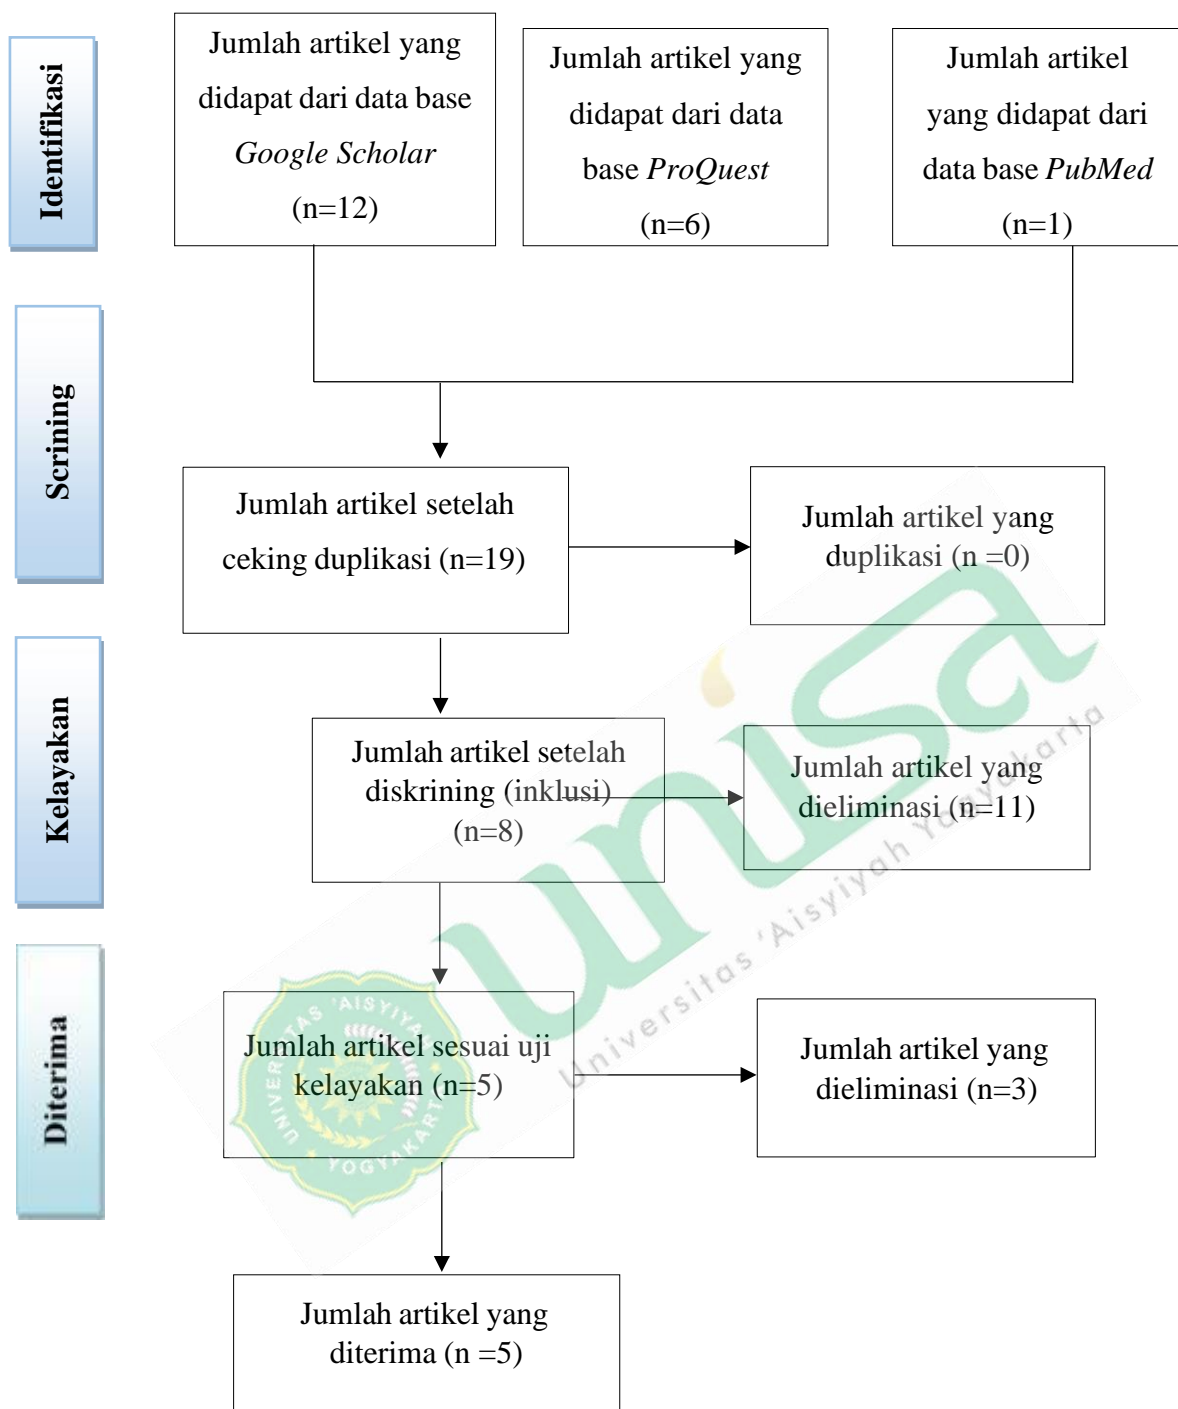 Identifikasi
Jumlah artikel yang
didapat dari data base
Google Scholar
(n=12)
Jumlah artikel yang
didapat dari data
base ProQuest
(n=6)
Jumlah artikel
yang didapat dari
data base PubMed
(n=1)
Scrining
Jumlah artikel setelah
ceking duplikasi (n=19)
Jumlah artikel yang
duplikasi (n =0)
Kelayakan
Jumlah artikel setelah
diskrining (inklusi)
(n=8)
Jumlah artikel yang
dieliminasi (n=11)
Diterima
Jumlah artikel sesuai uji
kelayakan (n=5)
Jumlah artikel yang
dieliminasi (n=3)
Jumlah artikel yang
diterima (n =5)
unisa
Universitas 'Aisyiyah Yogyakarta
UNIVERSITAS 'AISYIYAH
YOGYAKARTA